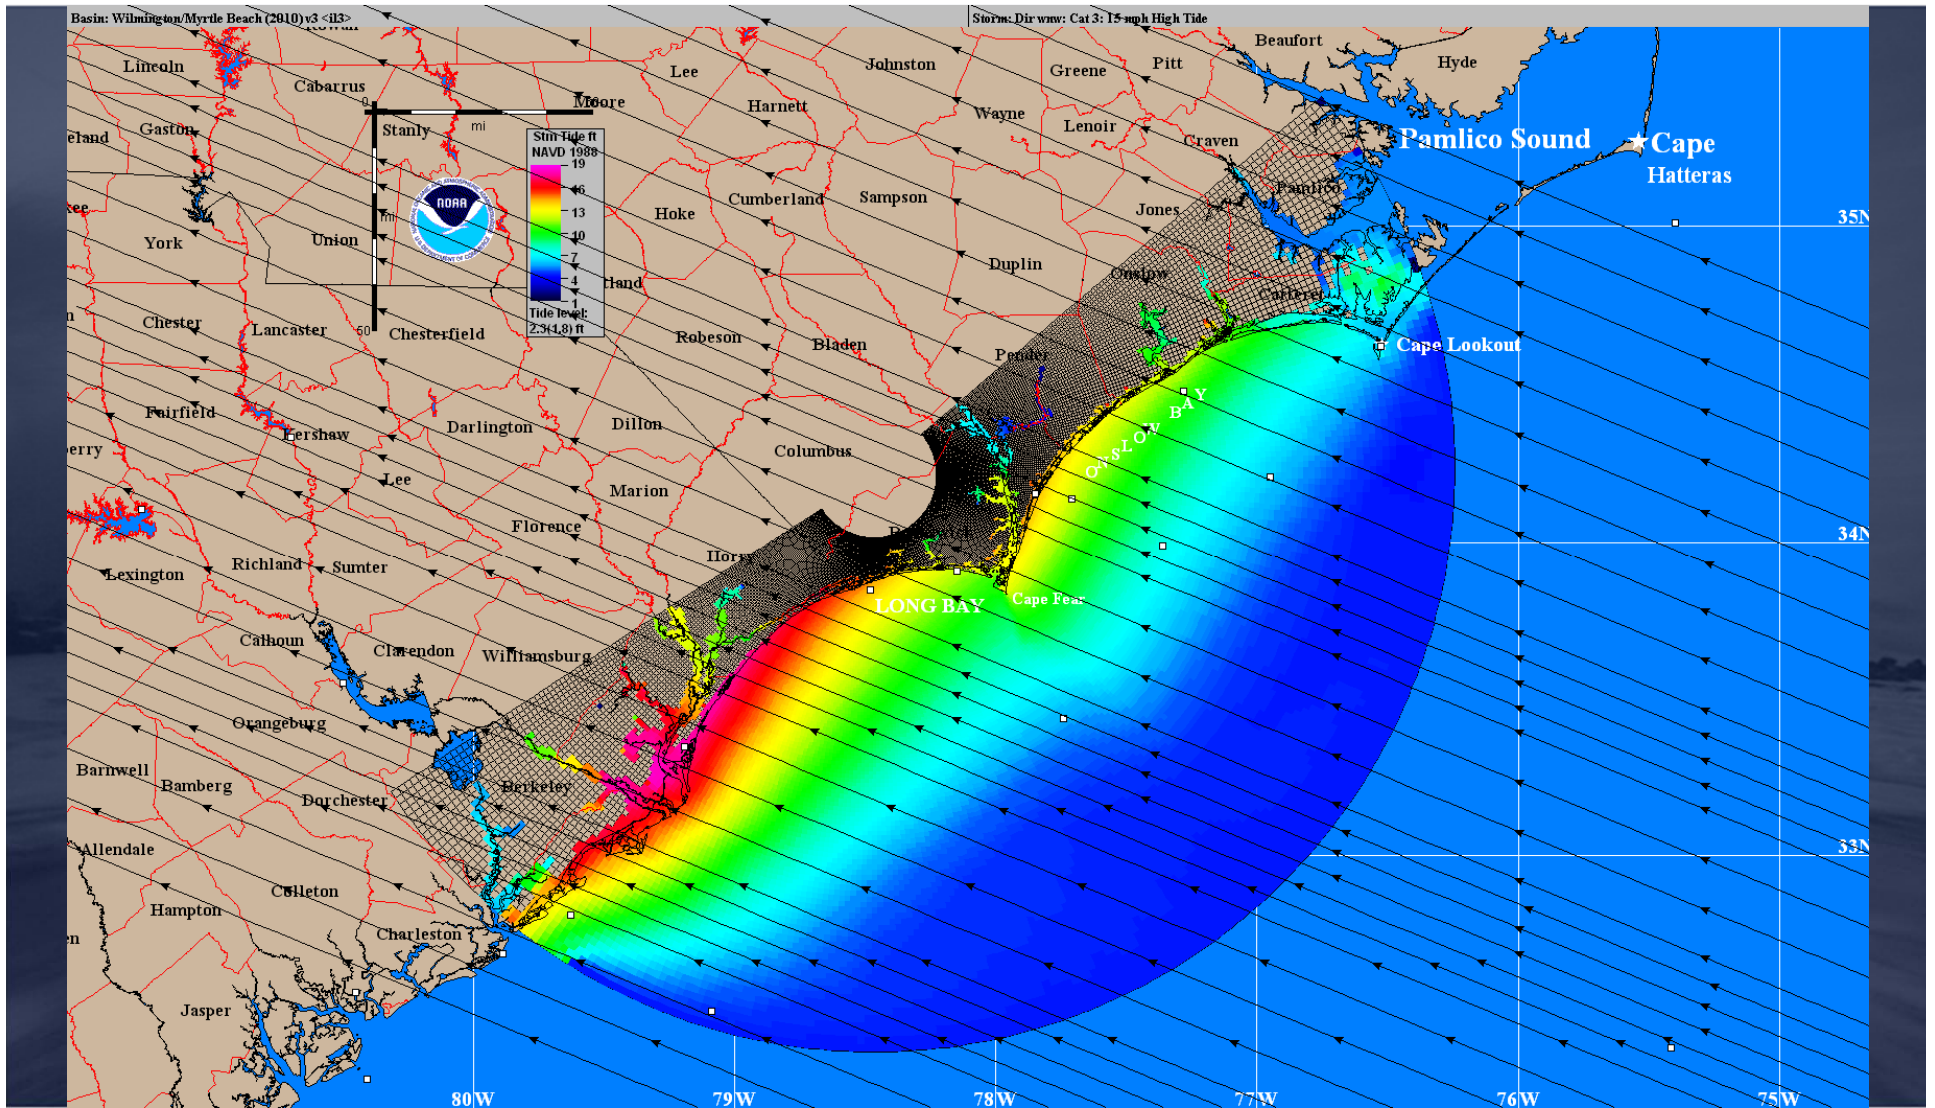 Basin: Wilmington/Myrtle Beach (2010) v3 <il3>
Storm: Dir wnw: Cat 3: 15 mph High Tide
Beaufort
Hyde
Pitt
Greene
Johnston
Lee
Lincoln
Cabarrus
Moore
Harnett
Wayne
Lenoir
Craven
Gaston
Stanly
0
mi
Stm Tide ft
NAVD 1988
19
16
13
10
7
4
1
Tide level:
2.3(1,8) ft
mi
50
NOAA
Pamlico Sound
Cape
Hatteras
Pamlico
Cumberland
Sampson
Jones
Hoke
York
Union
35N
Duplin
Onslow
Carteret
Chester
Lancaster
Chesterfield
Robeson
Bladen
Pender
Cape Lookout
Fairfield
Kershaw
Darlington
Dillon
Columbus
ONSLOW BAY
Lee
Marion
Florence
34N
Lexington
Richland
Sumter
LONG BAY
Cape Fear
Calhoun
Clarendon
Williamsburg
Orangeburg
Barnwell
Bamberg
Dorchester
Berkeley
33N
Allendale
Colleton
Hampton
Charleston
Jasper
80W
79W
78W
77W
76W
75W